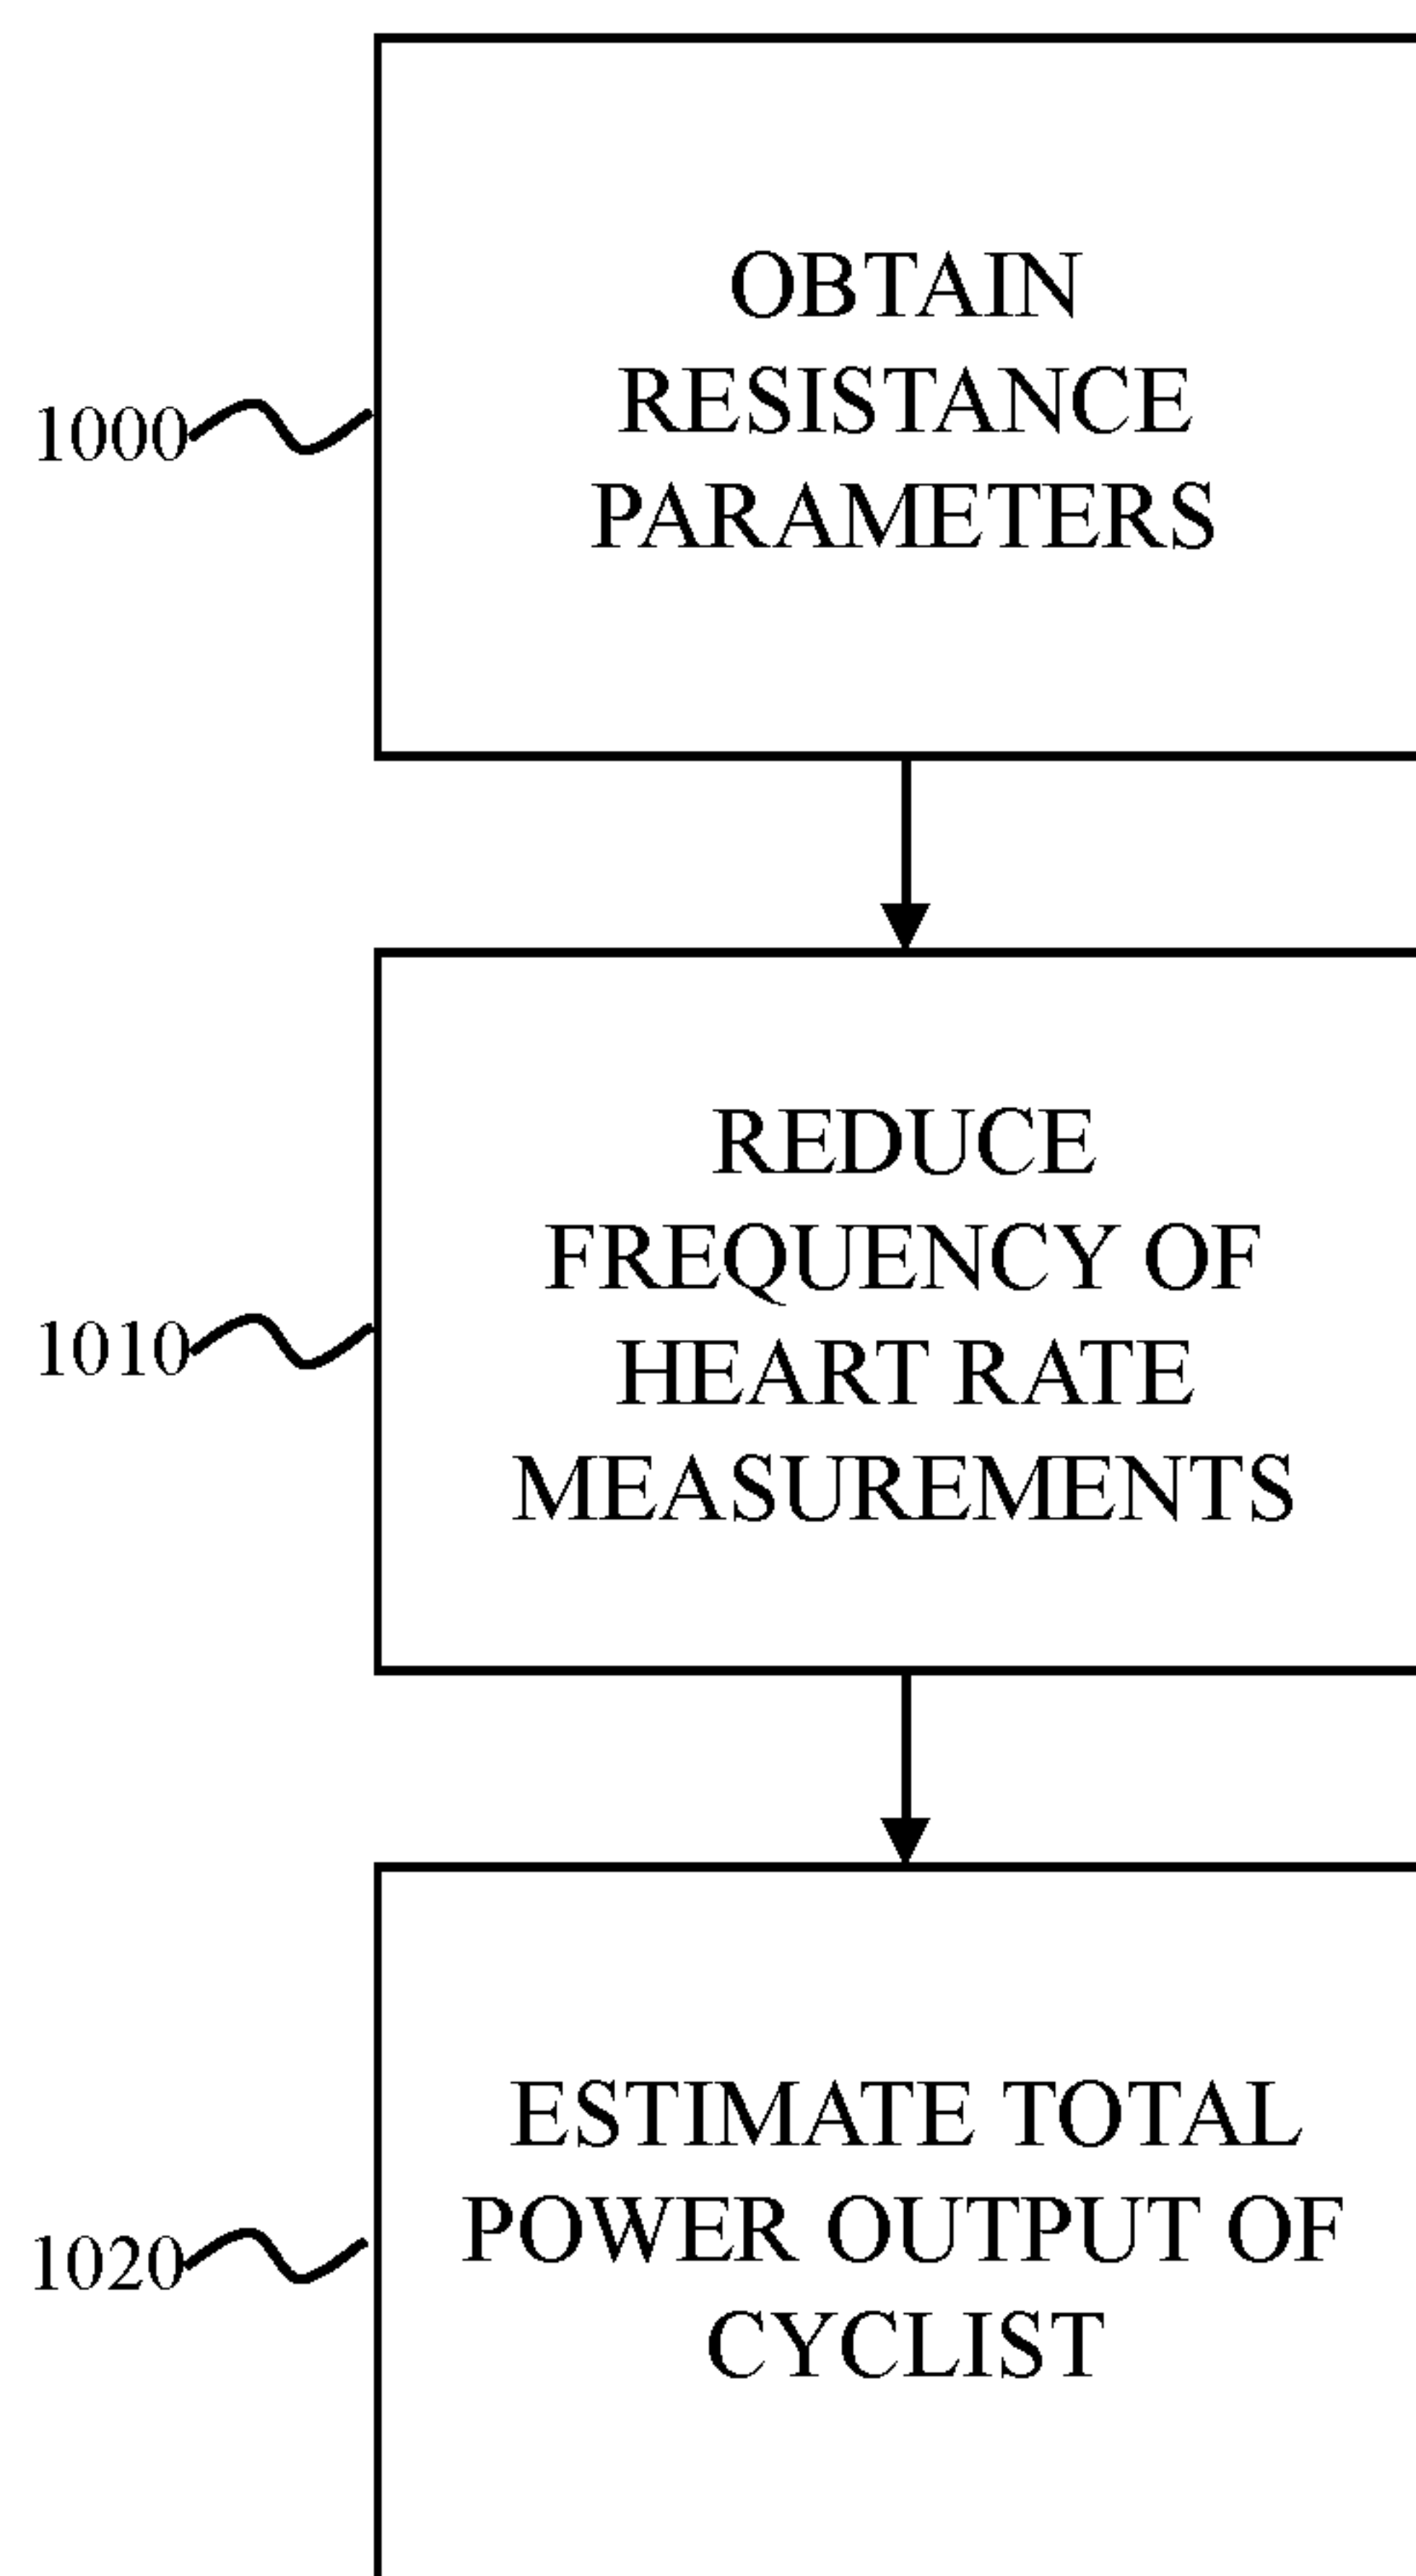 OBTAIN
RESISTANCE
PARAMETERS
1000
REDUCE
FREQUENCY OF
HEART RATE
MEASUREMENTS
1010
ESTIMATE TOTAL
POWER OUTPUT OF
CYCLIST
1020